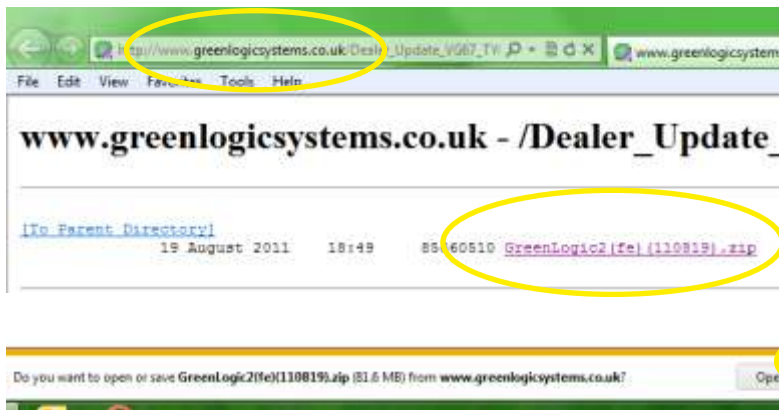 http://www.greenlogicsystems.co.uk/Dealer_Update_VG67_TV
www.greenlogicsystem
File Edit View Favorites Tools Help
www.greenlogicsystems.co.uk - /Dealer_Update_
[To Parent Directory]
19 August 2011 18:49 85660510 GreenLogic2(fe)(110819).zip
Do you want to open or save GreenLogic2(fe)(110819).zip (81.6 MB) from www.greenlogicsystems.co.uk?
Ope